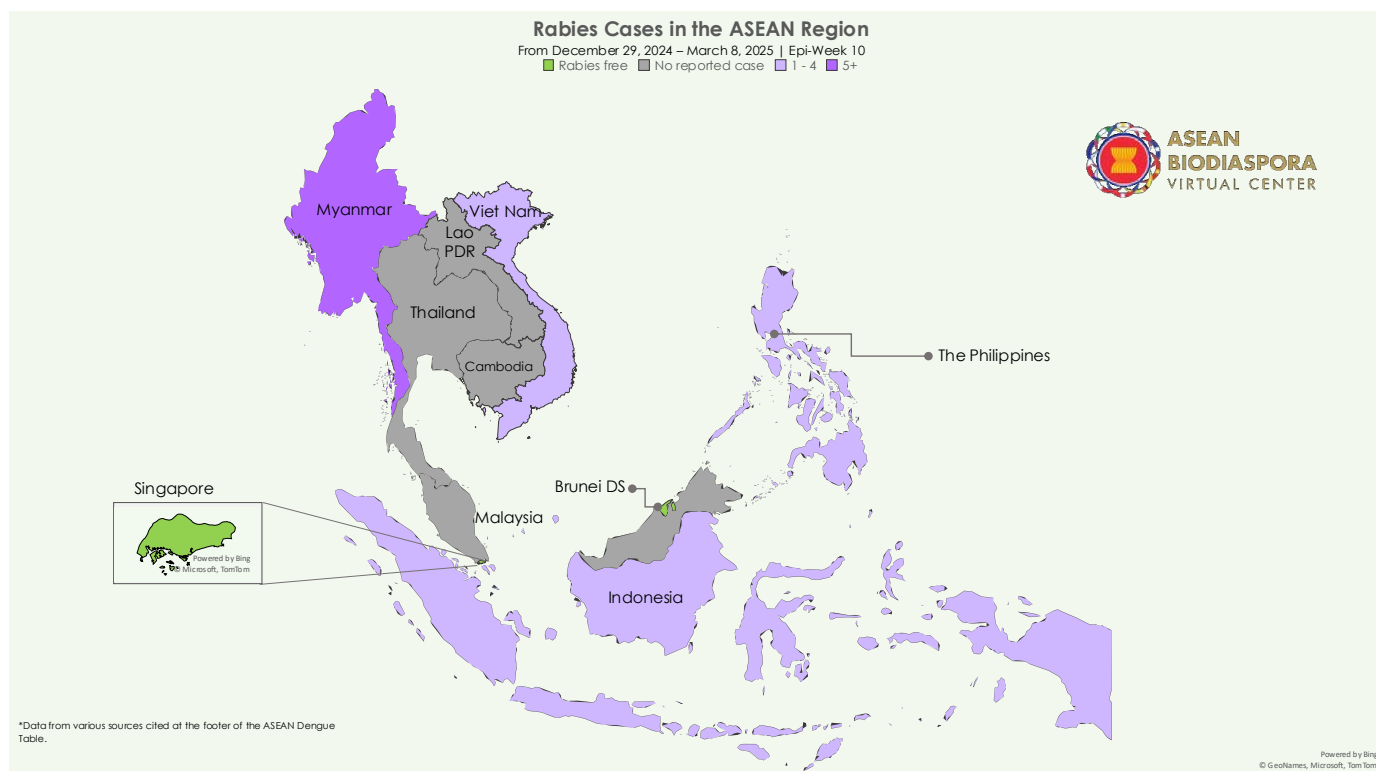 Rabies Cases in the ASEAN Region
From December 29, 2024 – March 8, 2025 | Epi-Week 10
Rabies free No reported case 1 - 4 5+
ASEAN
BIODIASPORA
VIRTUAL CENTER
Myanmar
Viet Nam
Lao
PDR
Thailand
Cambodia
The Philippines
Singapore
Brunei DS
Malaysia
Powered by Bing
© Microsoft, TomTom
Indonesia
*Data from various sources cited at the footer of the ASEAN Dengue
Table.
Powered by Bing
© GeoNames, Microsoft, TomTom